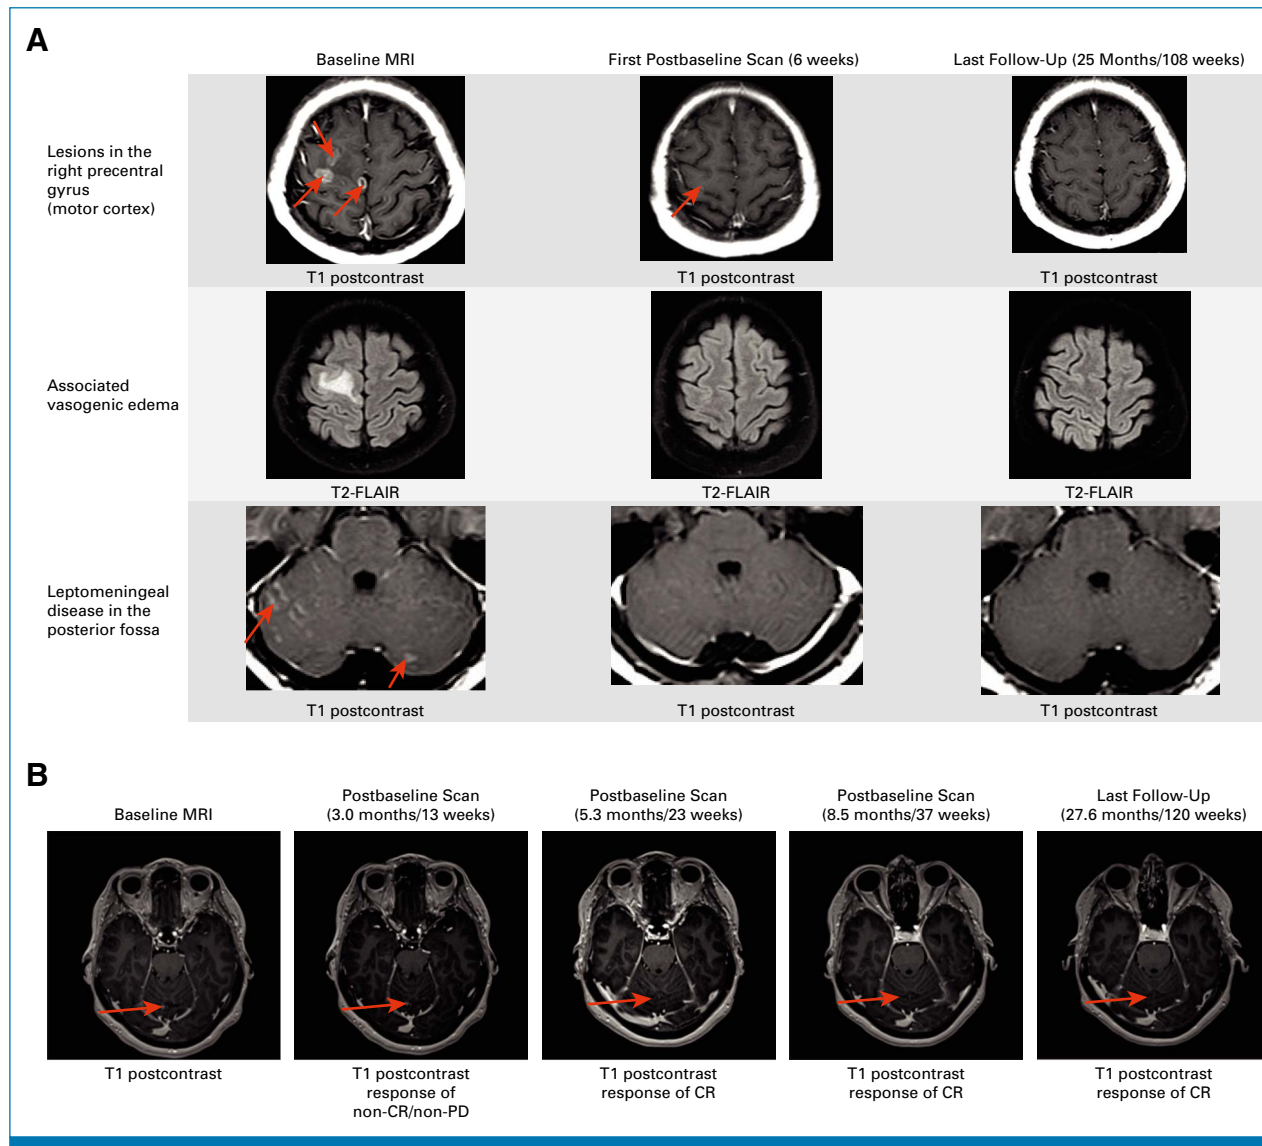 A
Baseline MRI
First Postbaseline Scan (6 weeks)
Last Follow-Up (25 Months/108 weeks)
Lesions in the
right precentral
gyrus
(motor cortex)
T1 postcontrast
T1 postcontrast
T1 postcontrast
Associated
vasogenic edema
T2-FLAIR
T2-FLAIR
T2-FLAIR
Leptomeningeal
disease in the
posterior fossa
T1 postcontrast
T1 postcontrast
T1 postcontrast
B
Baseline MRI
Postbaseline Scan
(3.0 months/13 weeks)
Postbaseline Scan
(5.3 months/23 weeks)
Postbaseline Scan
(8.5 months/37 weeks)
Last Follow-Up
(27.6 months/120 weeks)
T1 postcontrast
T1 postcontrast
response of
non-CR/non-PD
T1 postcontrast
response of CR
T1 postcontrast
response of CR
T1 postcontrast
response of CR